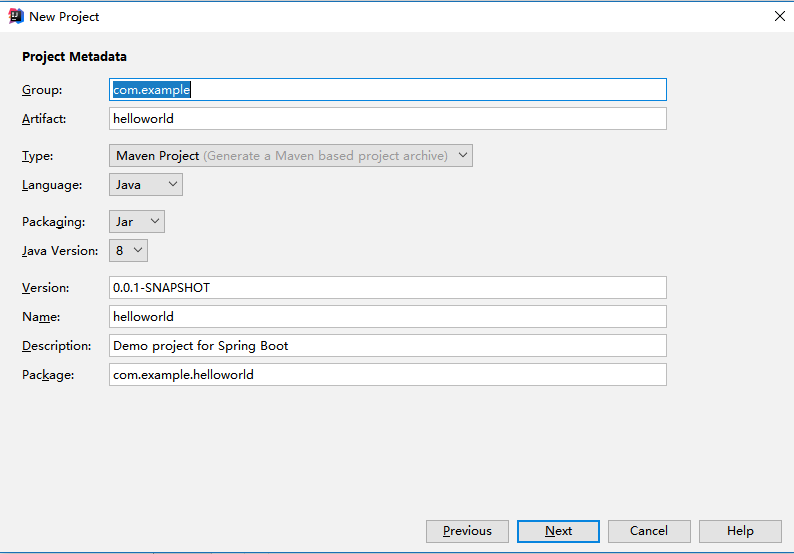 New Project
Project Metadata
Group: com.example
Artifact: helloworld
Type: Maven Project (Generate a Maven based project archive)
Language: Java
Packaging: Jar
Java Version: 8
Version: 0.0.1-SNAPSHOT
Name: helloworld
Description: Demo project for Spring Boot
Package: com.example.helloworld
Previous Next Cancel Help